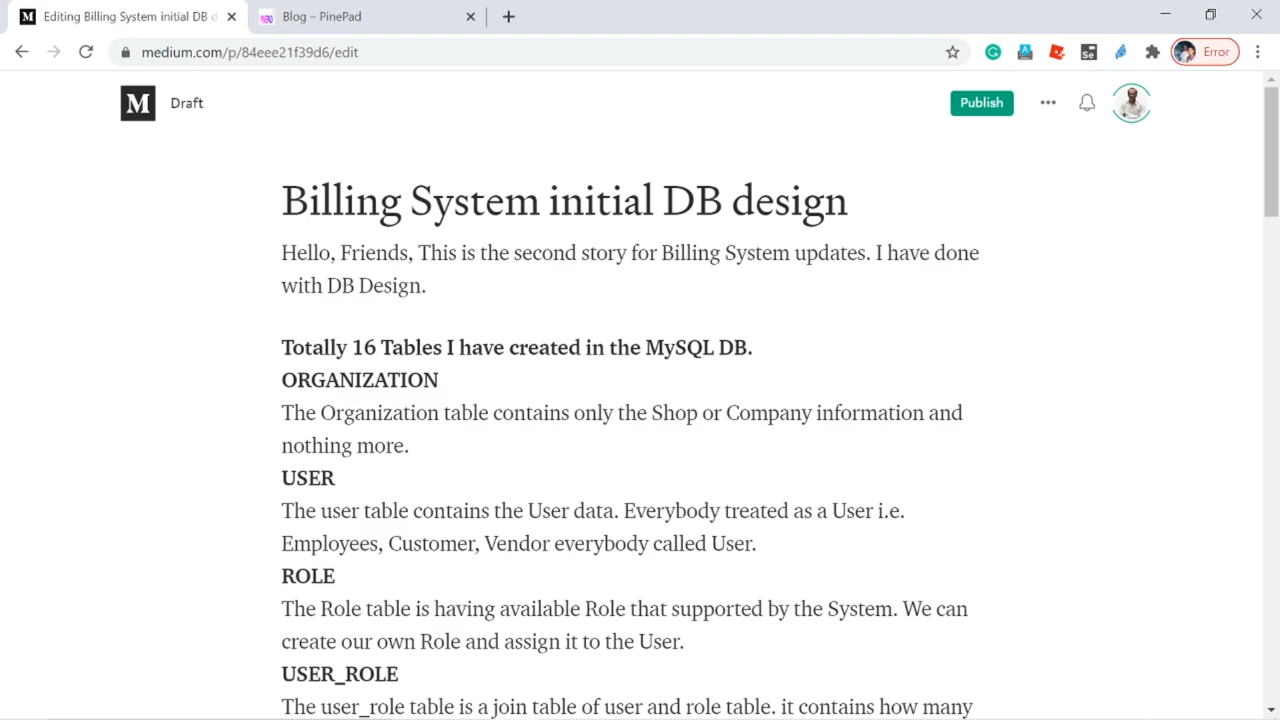 Editing Billing System initial DB d
Blog – PinePad
medium.com/p/84eee21f39d6/edit
Se
Error
M
Draft
Publish
Billing System initial DB design
Hello, Friends, This is the second story for Billing System updates. I have done
with DB Design.
Totally 16 Tables I have created in the MySQL DB.
ORGANIZATION
The Organization table contains only the Shop or Company information and
nothing more.
USER
The user table contains the User data. Everybody treated as a User i.e.
Employees, Customer, Vendor everybody called User.
ROLE
The Role table is having available Role that supported by the System. We can
create our own Role and assign it to the User.
USER_ROLE
The user_role table is a join table of user and role table. it contains how many